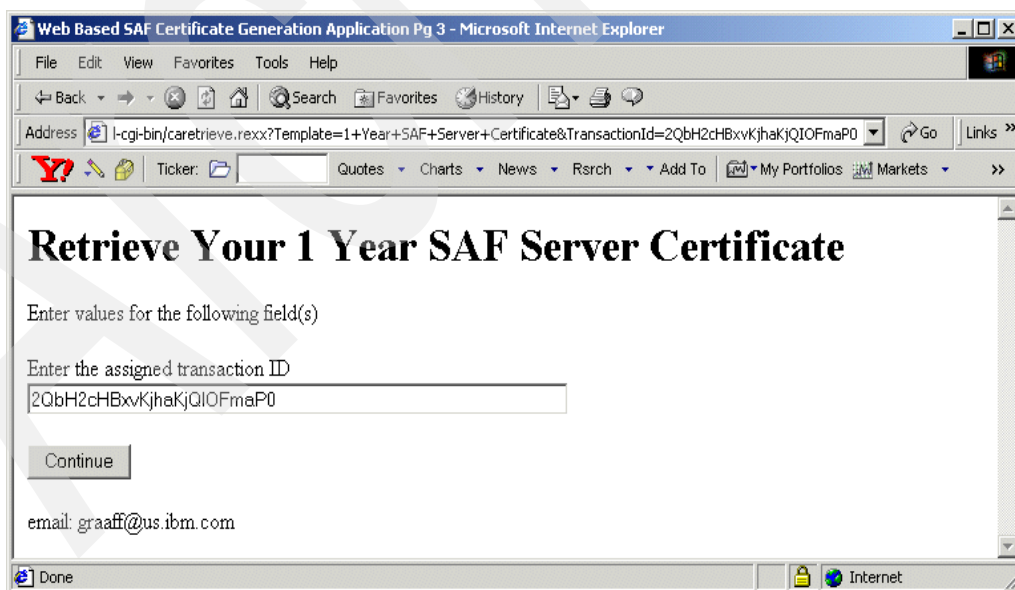 Web Based SAF Certificate Generation Application Pg 3 - Microsoft Internet Explorer
File Edit View Favorites Tools Help
Back Search Favorites History
Address l-cgi-bin/caretrieve.rexx?Template=1+Year+SAF+Server+Certificate&TransactionId=2QbH2cHBxvKjhaKjQIOFmaP0 Go Links »
Y! Ticker: Quotes Charts News Rsrch Add To My Portfolios Markets »
Retrieve Your 1 Year SAF Server Certificate
Enter values for the following field(s)
Enter the assigned transaction ID
2QbH2cHBxvKjhaKjQIOFmaP0
Continue
email: graaff@us.ibm.com
Done Internet